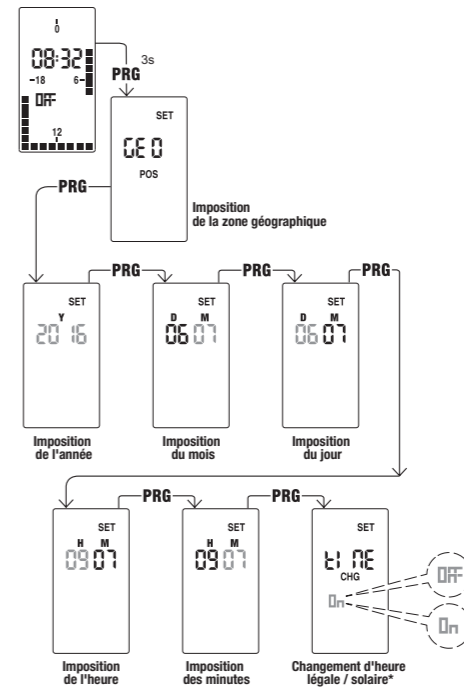 0
08:32
-18 6-
OFF
12
3s
PRG
SET
GEO
POS
Imposition
de la zone géographique
PRG
PRG
PRG
PRG
SET
Y
2016
Imposition
de l'année
SET
D M
06 07
Imposition
du mois
SET
D M
06 07
Imposition
du jour
PRG
PRG
SET
H M
09 07
Imposition
de l'heure
SET
H M
09 07
Imposition
des minutes
SET
tIME
CHG
On
OFF
On
Changement d'heure
légale / solaire*